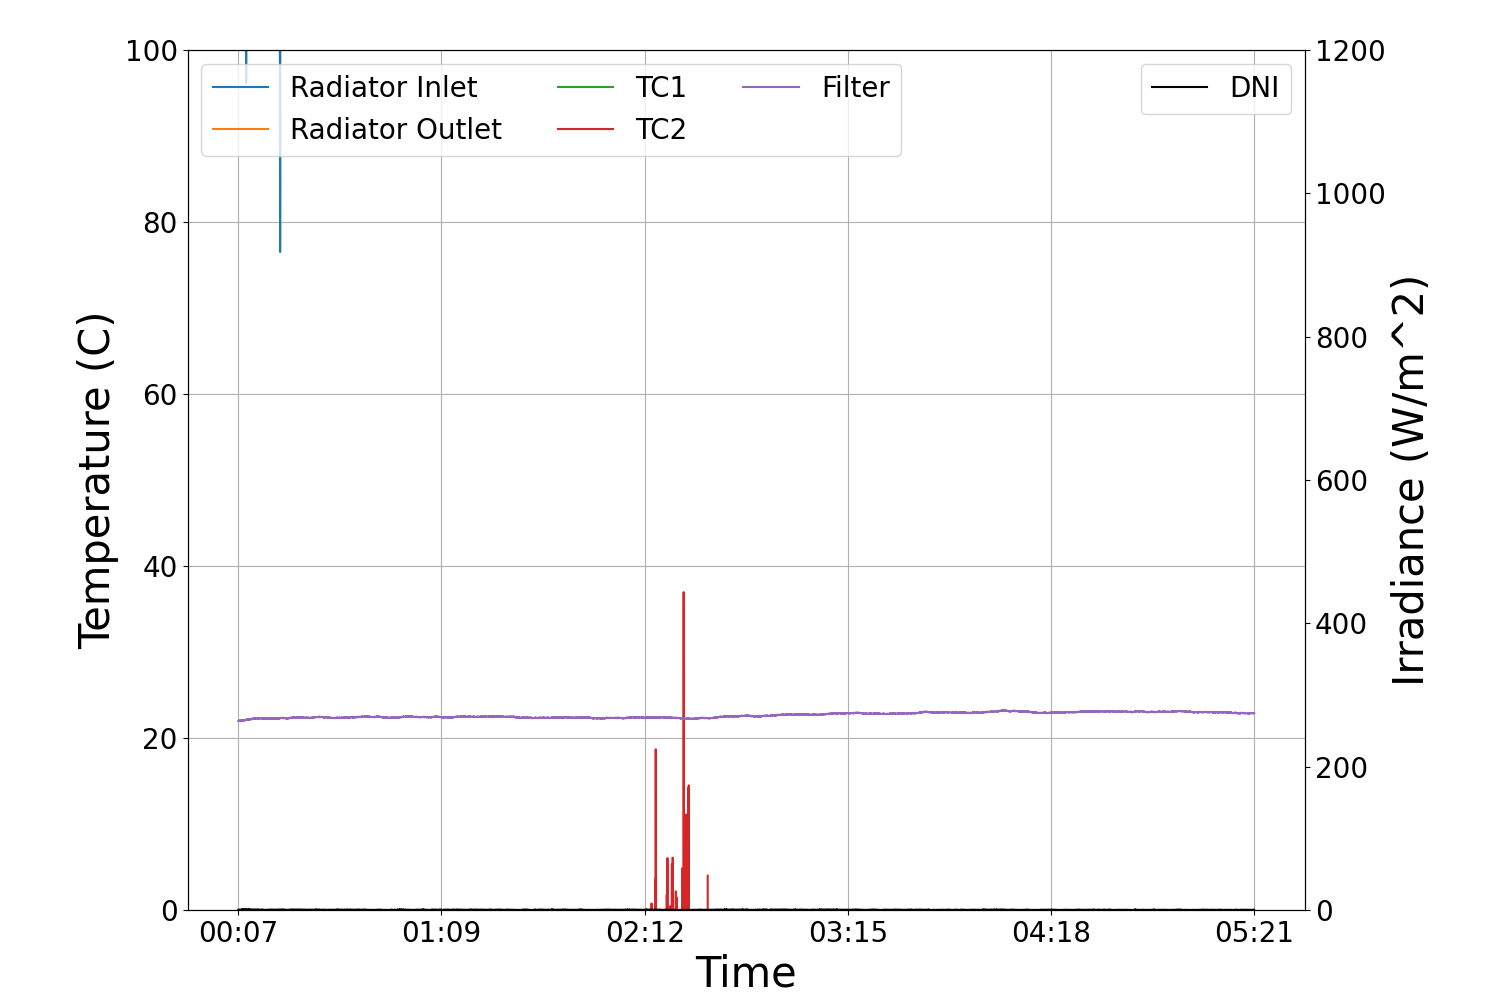 100
80
60
40
20
0
Temperature (C)
Radiator Inlet
Radiator Outlet
TC1
TC2
Filter
DNI
1200
1000
800
600
400
200
0
Irradiance (W/m^2)
00:07 01:09 02:12 03:15 04:18 05:21
Time